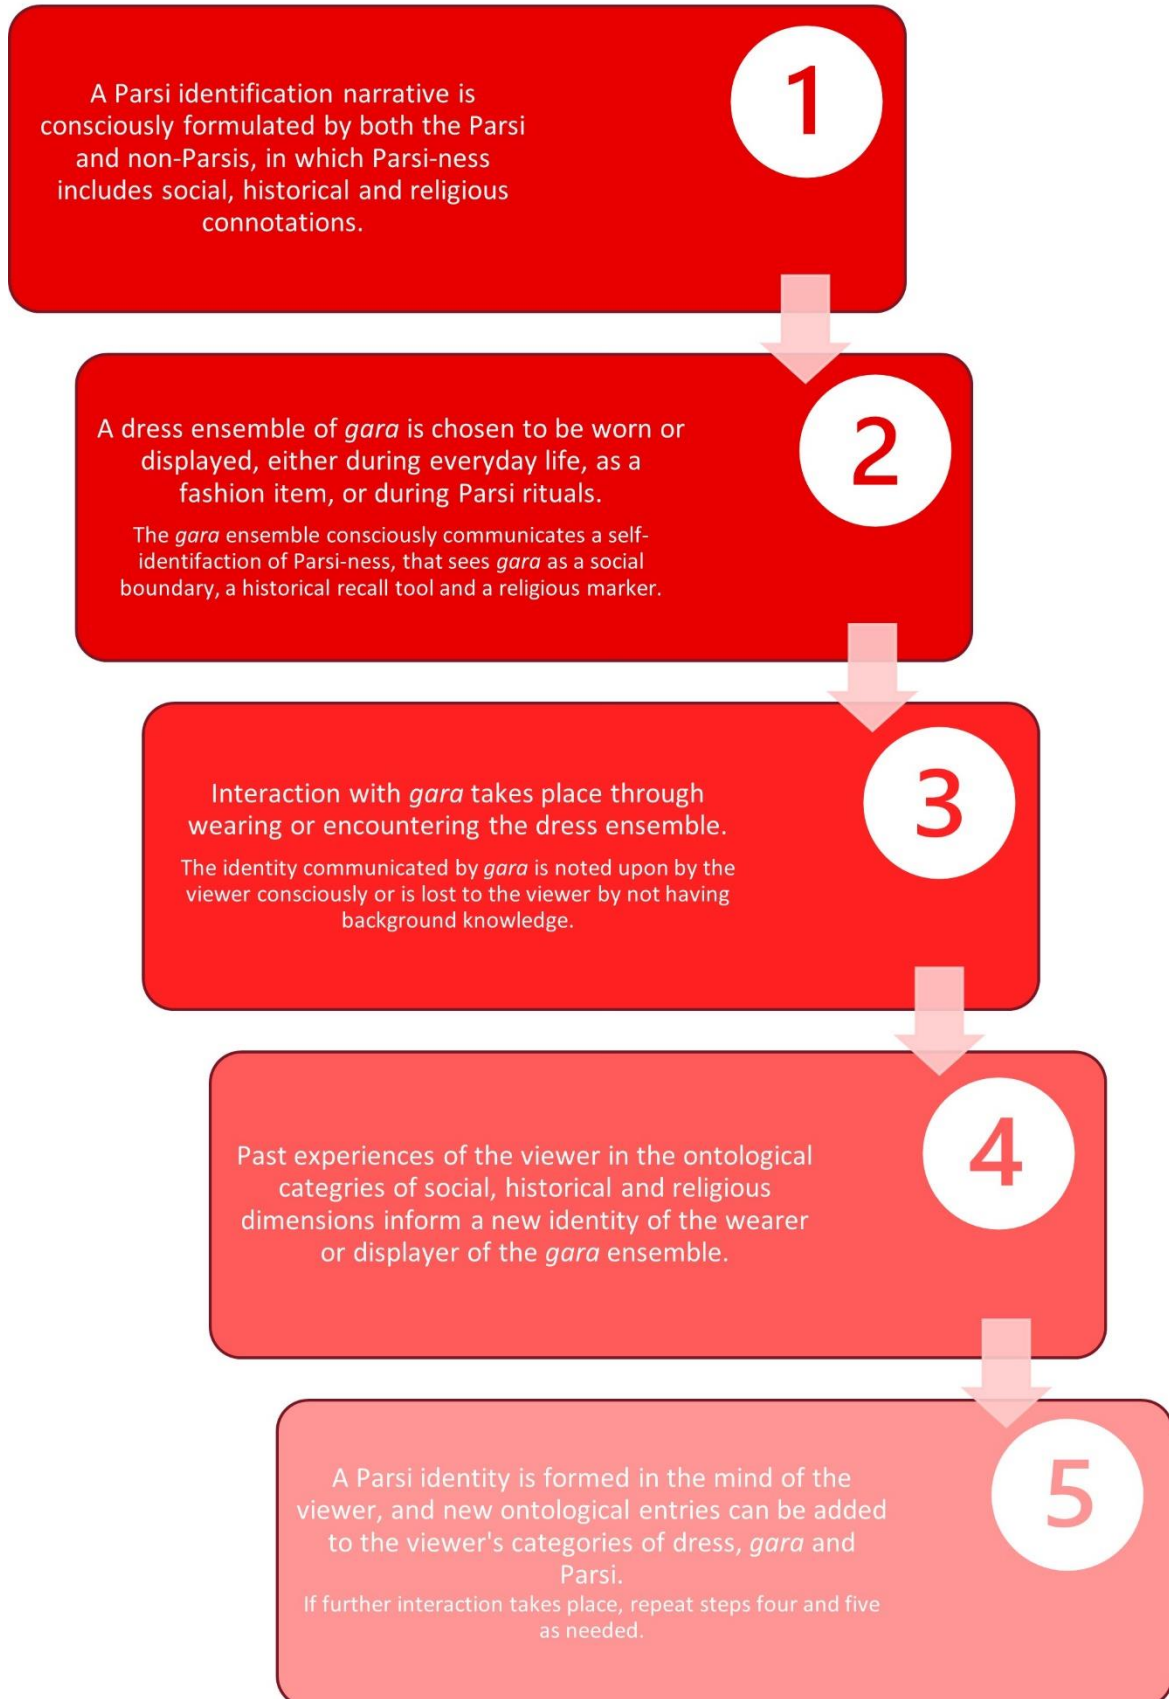 1
A Parsi identification narrative is
consciously formulated by both the Parsi
and non-Parsis, in which Parsi-ness
includes social, historical and religious
connotations.
2
A dress ensemble of gara is chosen to be worn or
displayed, either during everyday life, as a
fashion item, or during Parsi rituals.
The gara ensemble consciously communicates a self-
identifaction of Parsi-ness, that sees gara as a social
boundary, a historical recall tool and a religious marker.
3
Interaction with gara takes place through
wearing or encountering the dress ensemble.
The identity communicated by gara is noted upon by the
viewer consciously or is lost to the viewer by not having
background knowledge.
4
Past experiences of the viewer in the ontological
categries of social, historical and religious
dimensions inform a new identity of the wearer
or displayer of the gara ensemble.
5
A Parsi identity is formed in the mind of the
viewer, and new ontological entries can be added
to the viewer's categories of dress, gara and
Parsi.
If further interaction takes place, repeat steps four and five
as needed.